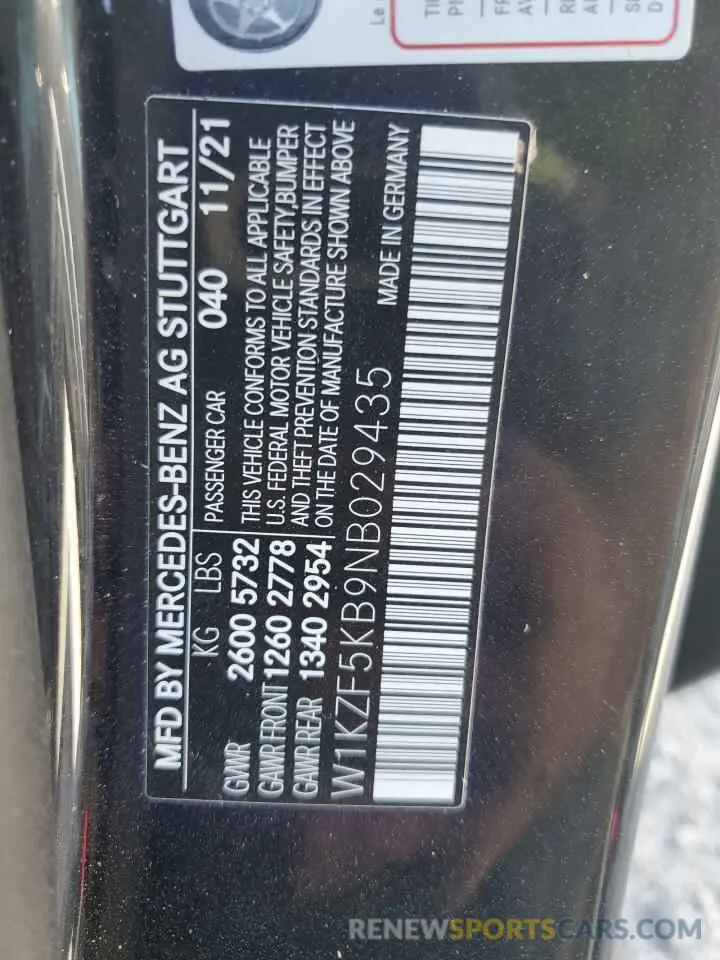 Le
MFD BY MERCEDES-BENZ AG STUTTGART
KG LBS PASSENGER CAR 040 11/21
GWR 2600 5732 THIS VEHICLE CONFORMS TO ALL APPLICABLE
GAWR FRONT 1260 2778 U.S. FEDERAL MOTOR VEHICLE SAFETY,BUMPER
GAWR REAR 1340 2954 AND THEFT PREVENTION STANDARDS IN EFFECT
ON THE DATE OF MANUFACTURE SHOWN ABOVE
W1KZF5KB9NB029435 MADE IN GERMANY
RENEWSPORTSCARS.COM